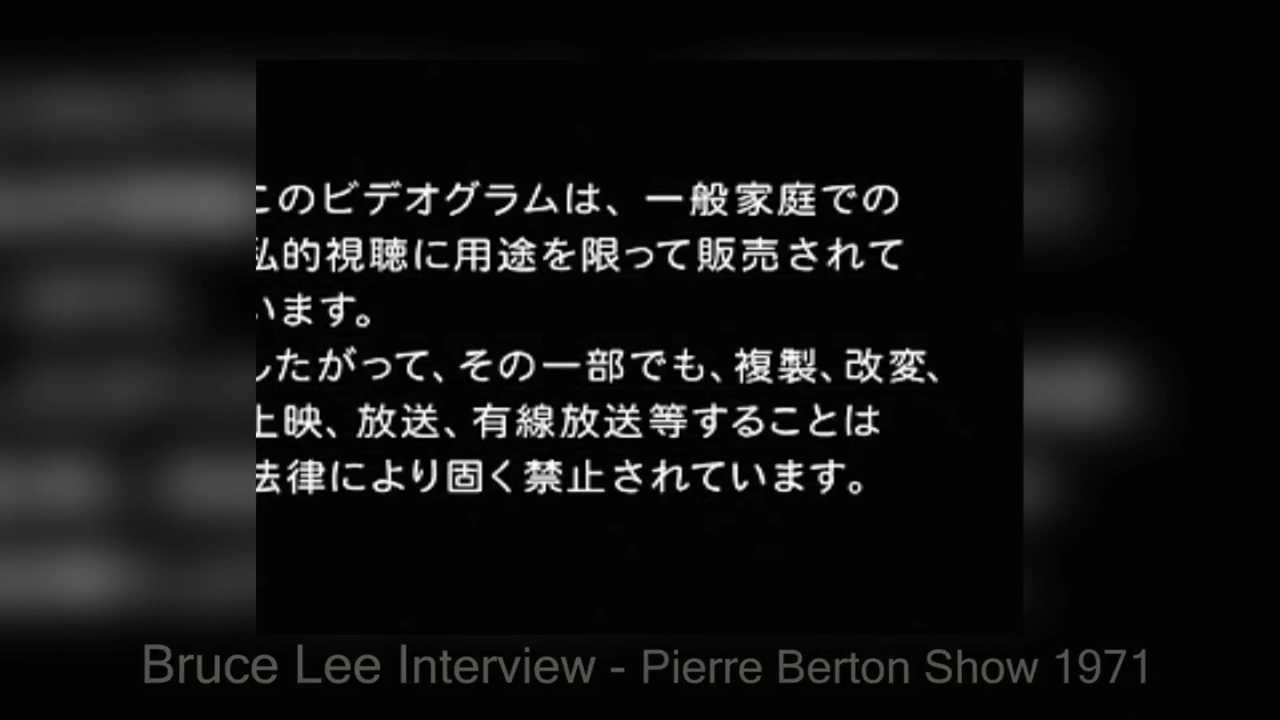 このビデオグラムは、一般家庭での
私的視聴に用途を限って販売されて
います。
したがって、その一部でも、複製、改変、
上映、放送、有線放送等することは
法律により固く禁止されています。
Bruce Lee Interview - Pierre Berton Show 1971